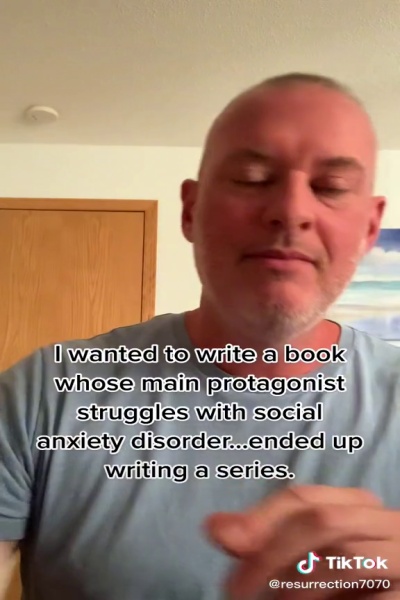 I wanted to write a book
whose main protagonist
struggles with social
anxiety disorder...ended up
writing a series.
TikTok
@resurrection7070